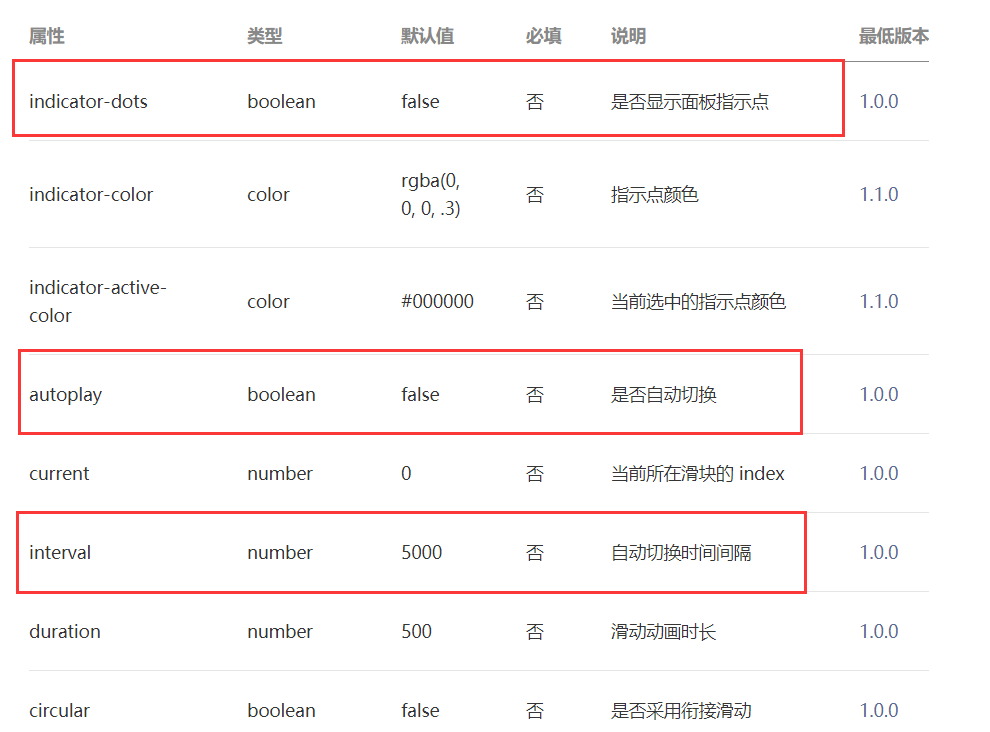 属性 类型 默认值 必填 说明 最低版本
indicator-dots boolean false 否 是否显示面板指示点 1.0.0
indicator-color color rgba(0, 0, 0, .3) 否 指示点颜色 1.1.0
indicator-active-color color #000000 否 当前选中的指示点颜色 1.1.0
autoplay boolean false 否 是否自动切换 1.0.0
current number 0 否 当前所在滑块的 index 1.0.0
interval number 5000 否 自动切换时间间隔 1.0.0
duration number 500 否 滑动动画时长 1.0.0
circular boolean false 否 是否采用衔接滑动 1.0.0